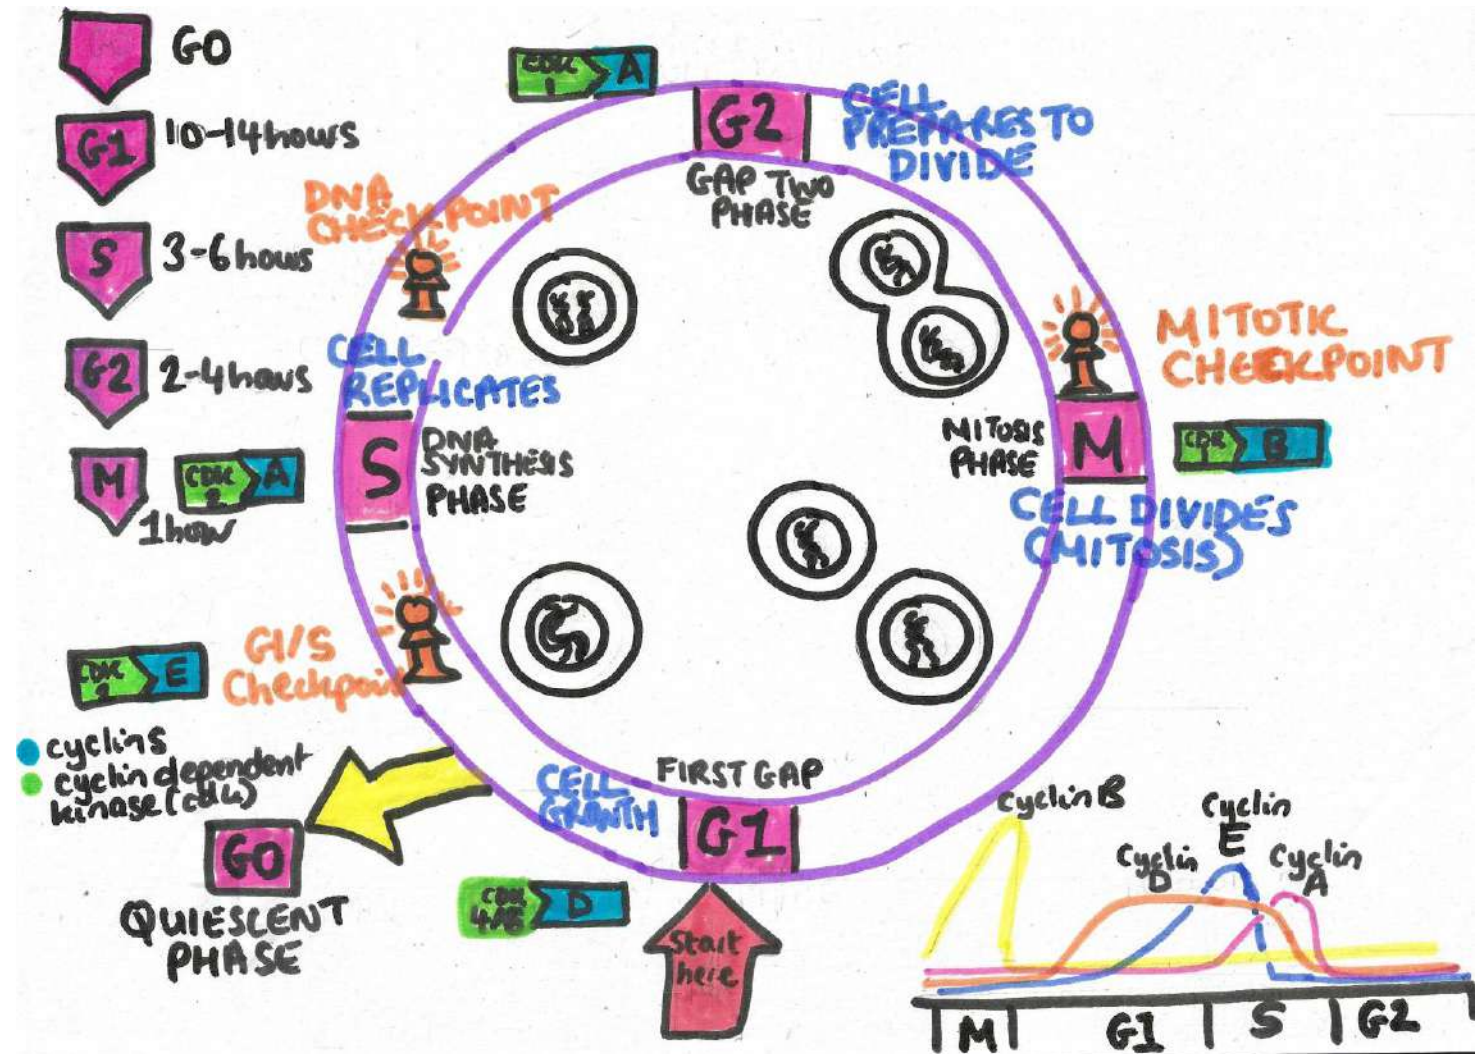 G0
G1 10-14hours
S 3-6hours
G2 2-4hours
M
1hour
CDK
2
A
CDK
1
A
G2
GAP TWO
PHASE
CELL
PREPARES TO
DIVIDE
DNA
CHECKPOINT
CELL
REPLICATES
S
DNA
SYNTHESIS
PHASE
MITOTIC
CHECKPOINT
MITOSIS
PHASE
M
CDK
1
B
CELL DIVIDES
(MITOSIS)
G1/S
Checkpoint
CDK
2
E
cyclins
cyclin dependent
kinase (cdk)
G0
QUIESCENT
PHASE
CELL
GROWTH
FIRST GAP
G1
CDK
D
Start
here
Cyclin B
Cyclin
D
Cyclin
E
Cyclin
A
M G1 S G2